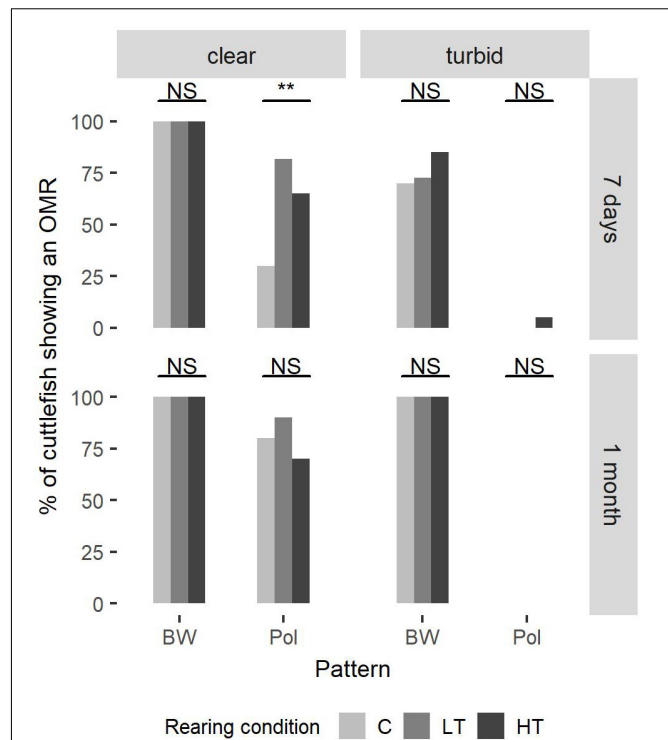 clear turbid
NS ** NS NS
100
75
50
25
0
7 days
NS NS NS NS
100
75
50
25
0
1 month
% of cuttlefish showing an OMR
BW Pol BW Pol
Pattern
Rearing condition C LT HT